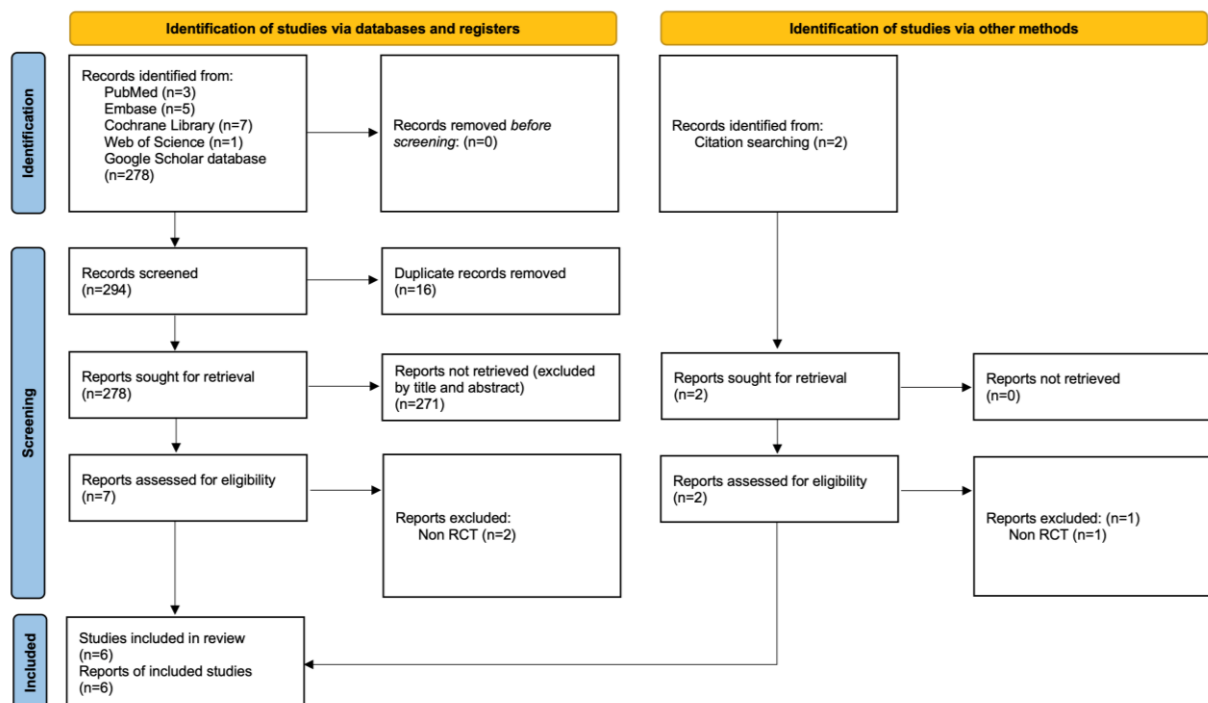 Identification of studies via databases and registers
Identification of studies via other methods
Identification
Records identified from:
PubMed (n=3)
Embase (n=5)
Cochrane Library (n=7)
Web of Science (n=1)
Google Scholar database
(n=278)
Records removed before
screening: (n=0)
Records identified from:
Citation searching (n=2)
Screening
Records screened
(n=294)
Duplicate records removed
(n=16)
Reports sought for retrieval
(n=278)
Reports not retrieved (excluded
by title and abstract)
(n=271)
Reports sought for retrieval
(n=2)
Reports not retrieved
(n=0)
Reports assessed for eligibility
(n=7)
Reports excluded:
Non RCT (n=2)
Reports assessed for eligibility
(n=2)
Reports excluded: (n=1)
Non RCT (n=1)
Included
Studies included in review
(n=6)
Reports of included studies
(n=6)